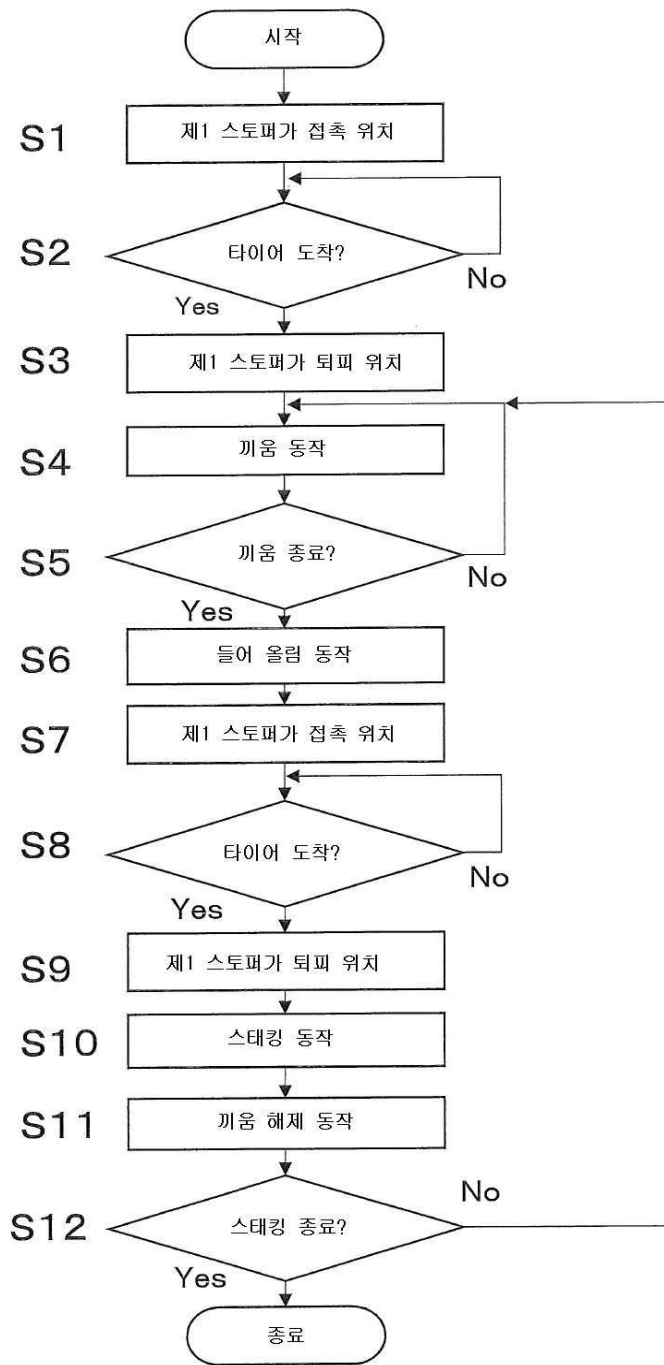 시작
S1
제1 스토퍼가 접촉 위치
S2
타이어 도착?
No
Yes
S3
제1 스토퍼가 퇴피 위치
S4
끼움 동작
S5
끼움 종료?
No
Yes
S6
들어 올림 동작
S7
제1 스토퍼가 접촉 위치
S8
타이어 도착?
No
Yes
S9
제1 스토퍼가 퇴피 위치
S10
스태킹 동작
S11
끼움 해제 동작
S12
스태킹 종료?
No
Yes
종료